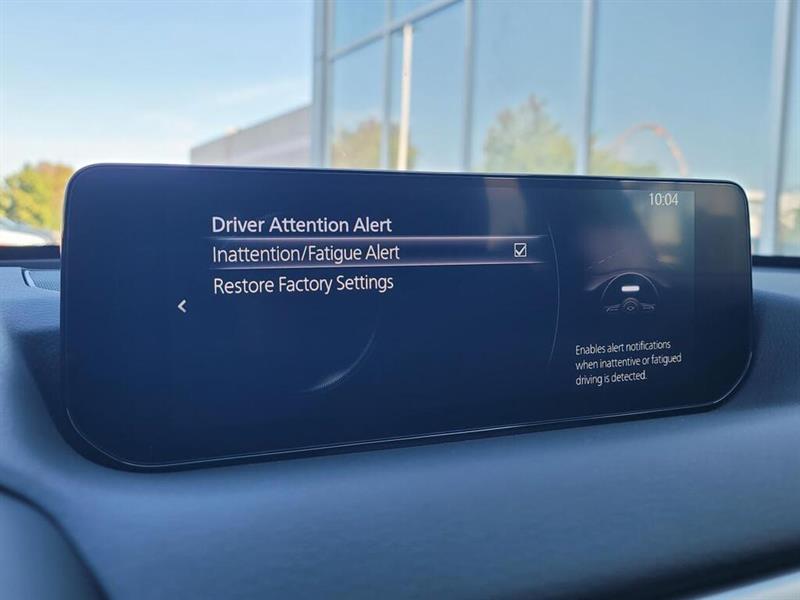 10:04
Driver Attention Alert
Inattention/Fatigue Alert
Restore Factory Settings
Enables alert notifications
when inattentive or fatigued
driving is detected.